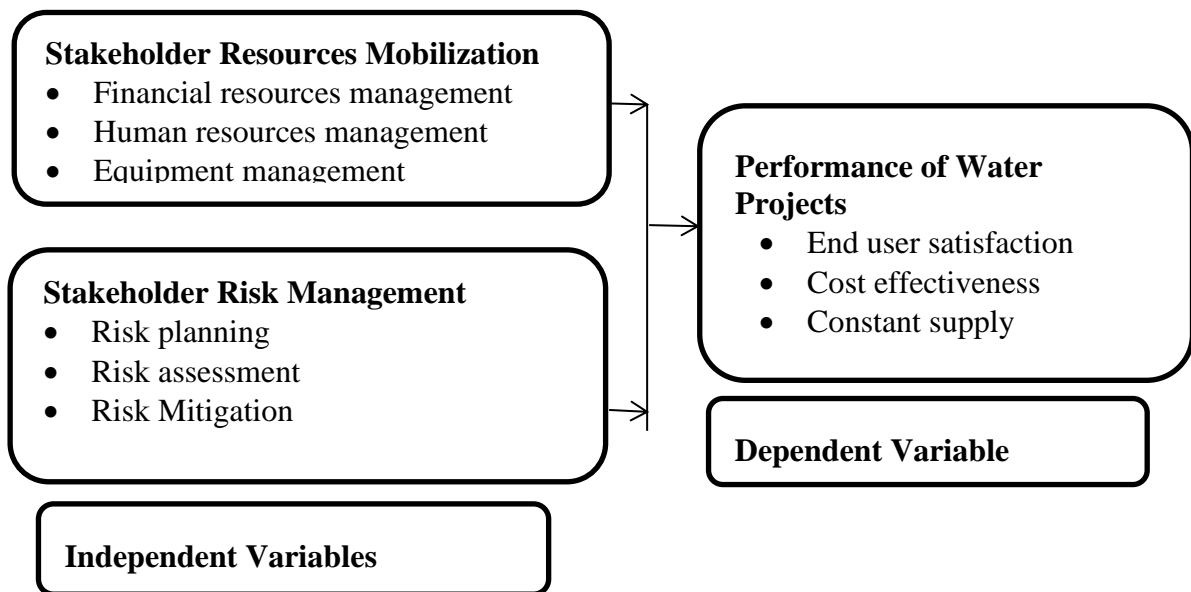 Stakeholder Resources Mobilization
• Financial resources management
• Human resources management
• Equipment management
Stakeholder Risk Management
• Risk planning
• Risk assessment
• Risk Mitigation
Independent Variables
Performance of Water
Projects
• End user satisfaction
• Cost effectiveness
• Constant supply
Dependent Variable